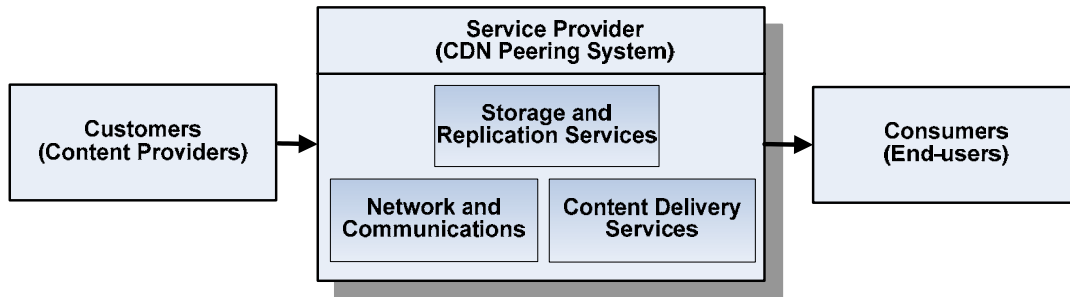 Service Provider
(CDN Peering System)
Customers
(Content Providers)
Storage and
Replication Services
Network and
Communications
Content Delivery
Services
Consumers
(End-users)